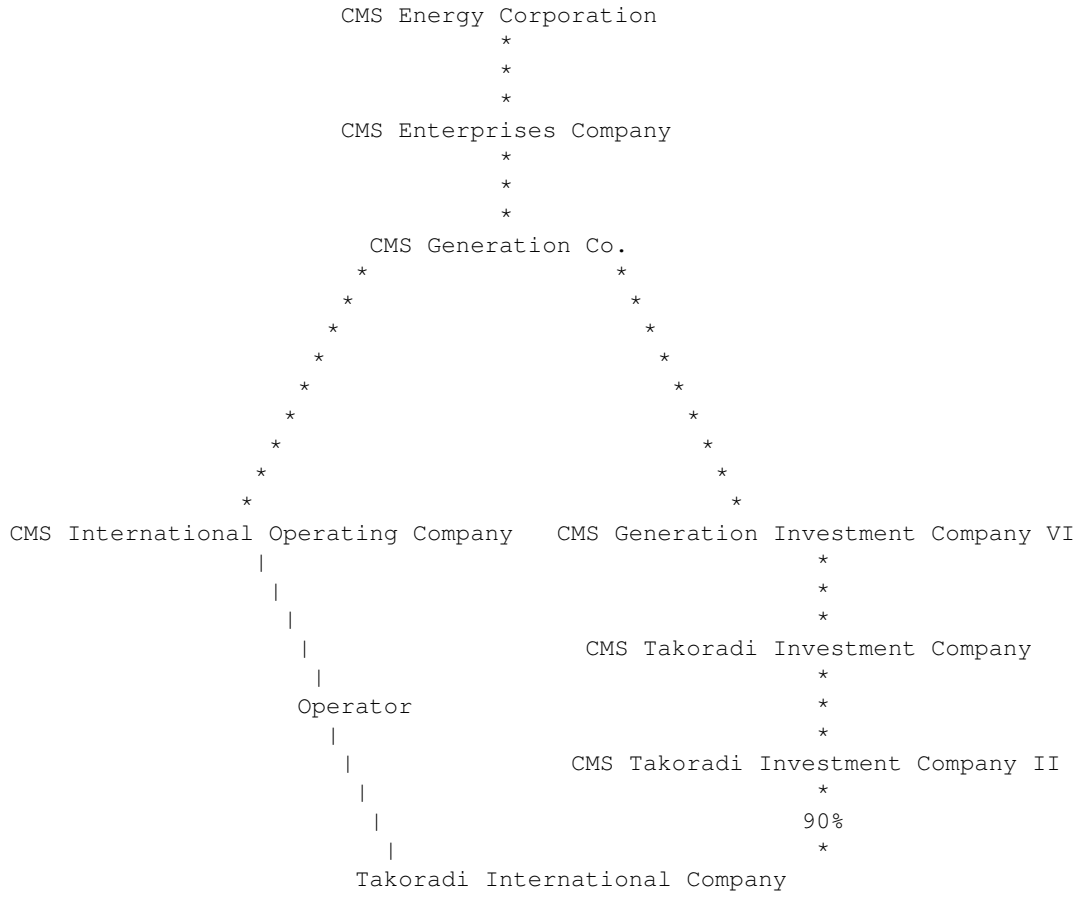 CMS Energy Corporation
*
*
*
CMS Enterprises Company
*
*
*
CMS Generation Co.
* *
* *
* *
* *
* *
* *
* *
* *
* *
CMS International Operating Company CMS Generation Investment Company VI
| *
| *
| *
| CMS Takoradi Investment Company
| *
Operator *
| *
| CMS Takoradi Investment Company II
| *
| 90%
| *
Takoradi International Company